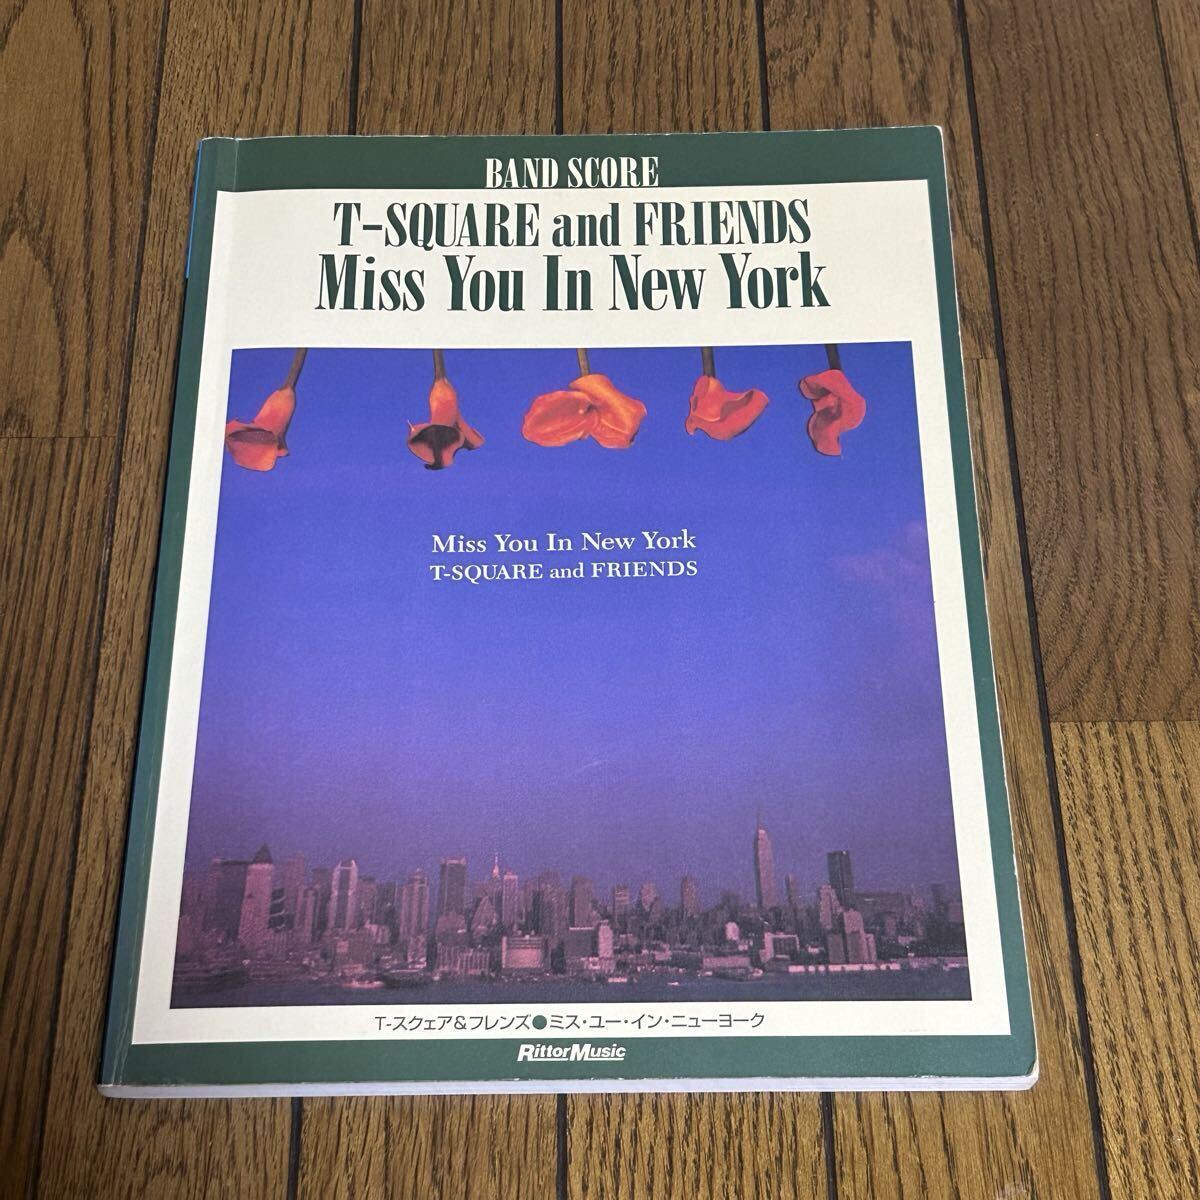 BAND SCORE
T-SQUARE and FRIENDS
Miss You In New York
Miss You In New York
T-SQUARE and FRIENDS
T-スクェア&フレンズ●ミス・ユー・イン・ニューヨーク
RittorMusic